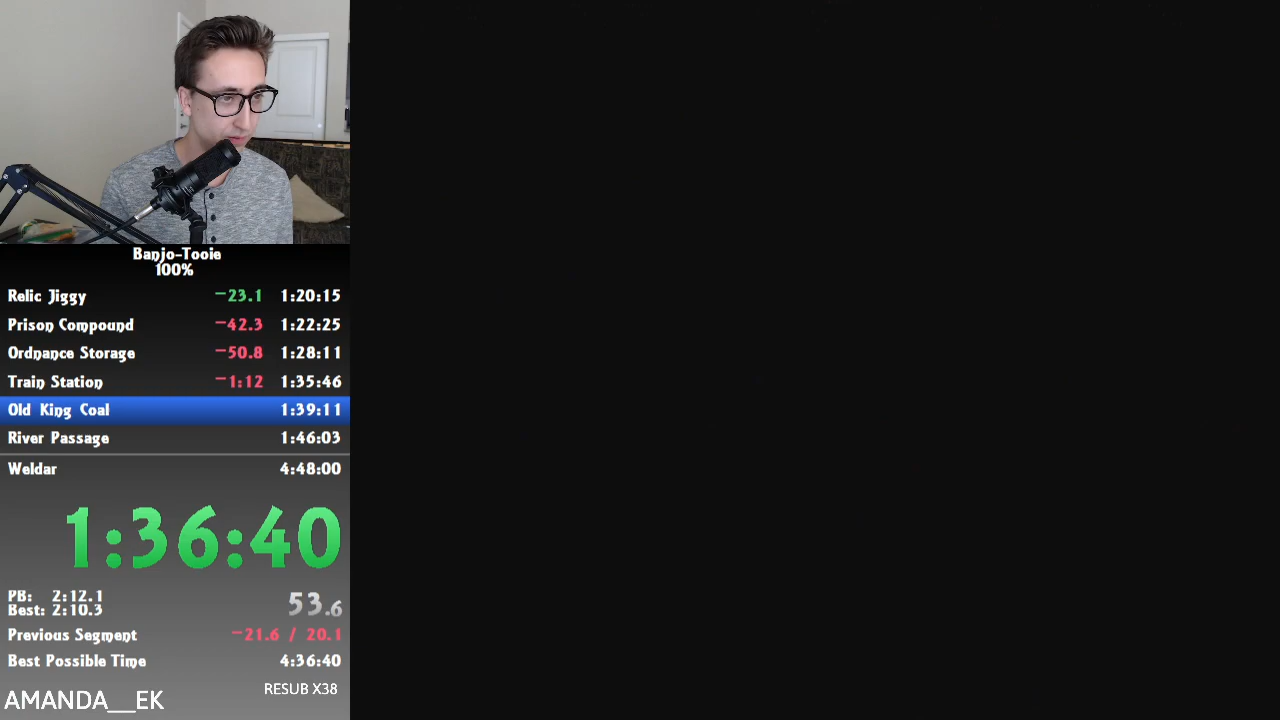 Banjo-Tooie
100%
Relic Jiggy −23.1 1:20:15
Prison Compound −42.3 1:22:25
Ordnance Storage −50.8 1:28:11
Train Station −1:12 1:35:46
Old King Coal 1:39:11
River Passage 1:46:03
Weldar 4:48:00
1:36:40
PB: 2:12.1
Best: 2:10.3
53.6
Previous Segment −21.6 / 20.1
Best Possible Time 4:36:40
AMANDA__EK RESUB X38